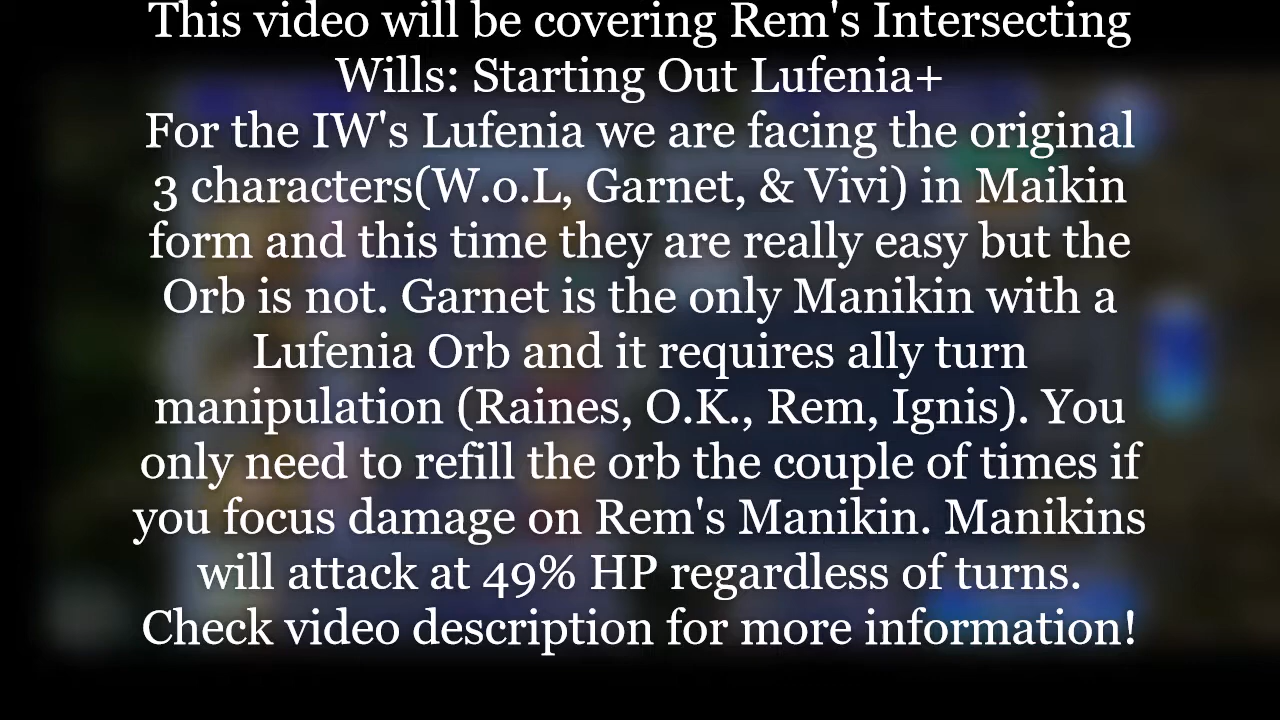 This video will be covering Rem's Intersecting
Wills: Starting Out Lufenia+
For the IW's Lufenia we are facing the original
3 characters(W.o.L, Garnet, & Vivi) in Maikin
form and this time they are really easy but the
Orb is not. Garnet is the only Manikin with a
Lufenia Orb and it requires ally turn
manipulation (Raines, O.K., Rem, Ignis). You
only need to refill the orb the couple of times if
you focus damage on Rem's Manikin. Manikins
will attack at 49% HP regardless of turns.
Check video description for more information!